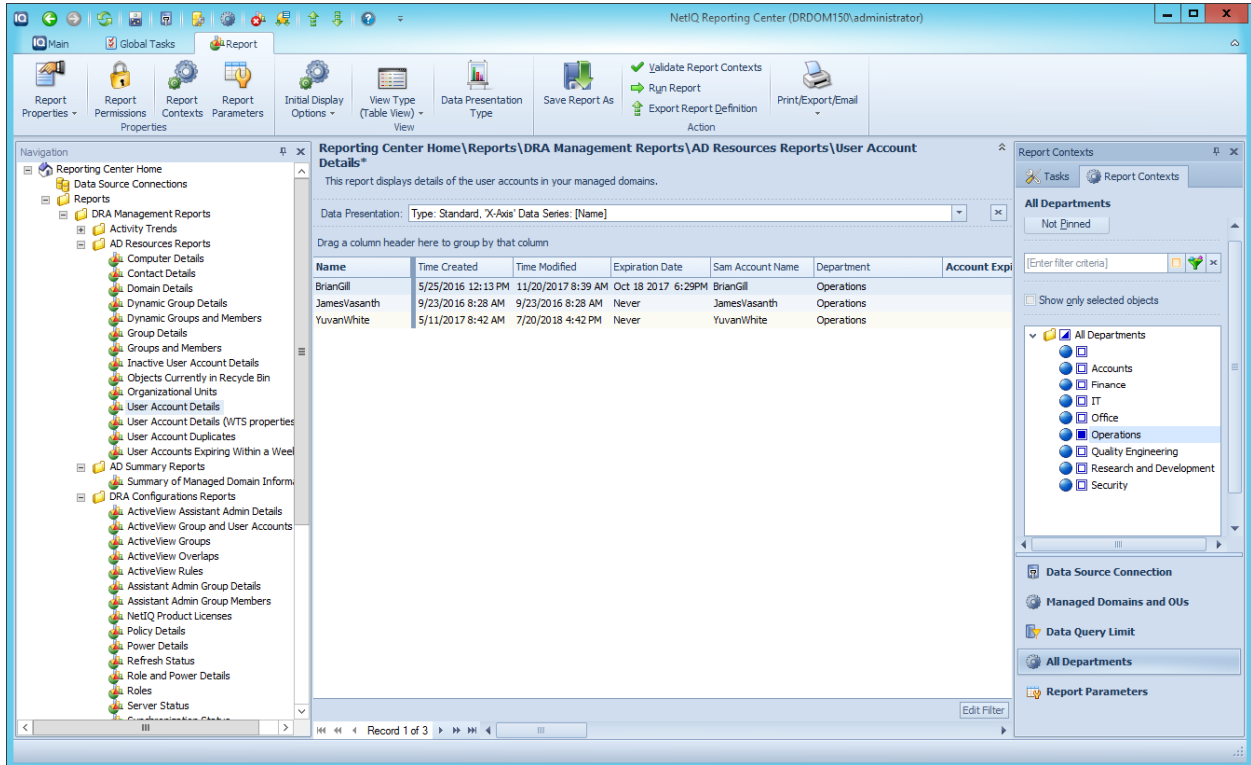 NetIQ Reporting Center (DRDOM150\administrator)
IQ Main Global Tasks Report
Report Properties
Report Permissions
Report Contexts
Report Parameters
Properties
Initial Display Options
View Type (Table View)
Data Presentation Type
View
Save Report As
Validate Report Contexts
Run Report
Export Report Definition
Print/Export/Email
Action
Navigation
Reporting Center Home
Data Source Connections
Reports
DRA Management Reports
Activity Trends
AD Resources Reports
Computer Details
Contact Details
Domain Details
Dynamic Group Details
Dynamic Groups and Members
Group Details
Groups and Members
Inactive User Account Details
Objects Currently in Recycle Bin
Organizational Units
User Account Details
User Account Details (WTS properties
User Account Duplicates
User Accounts Expiring Within a Weel
AD Summary Reports
Summary of Managed Domain Informa
DRA Configurations Reports
ActiveView Assistant Admin Details
ActiveView Group and User Accounts
ActiveView Groups
ActiveView Overlaps
ActiveView Rules
Assistant Admin Group Details
Assistant Admin Group Members
NetIQ Product Licenses
Policy Details
Power Details
Refresh Status
Role and Power Details
Roles
Server Status
Reporting Center Home\Reports\DRA Management Reports\AD Resources Reports\User Account
Details*
This report displays details of the user accounts in your managed domains.
Data Presentation: Type: Standard, 'X-Axis' Data Series: [Name]
Drag a column header here to group by that column
Name Time Created Time Modified Expiration Date Sam Account Name Department Account Expi
BrianGill 5/25/2016 12:13 PM 11/20/2017 8:39 AM Oct 18 2017 6:29PM BrianGill Operations
JamesVasanth 9/23/2016 8:28 AM 9/23/2016 8:28 AM Never JamesVasanth Operations
YuvanWhite 5/11/2017 8:42 AM 7/20/2018 4:42 PM Never YuvanWhite Operations
Edit Filter
Record 1 of 3
Report Contexts
Tasks Report Contexts
All Departments
Not Pinned
[Enter filter criteria]
Show only selected objects
All Departments
Accounts
Finance
IT
Office
Operations
Quality Engineering
Research and Development
Security
Data Source Connection
Managed Domains and OUs
Data Query Limit
All Departments
Report Parameters